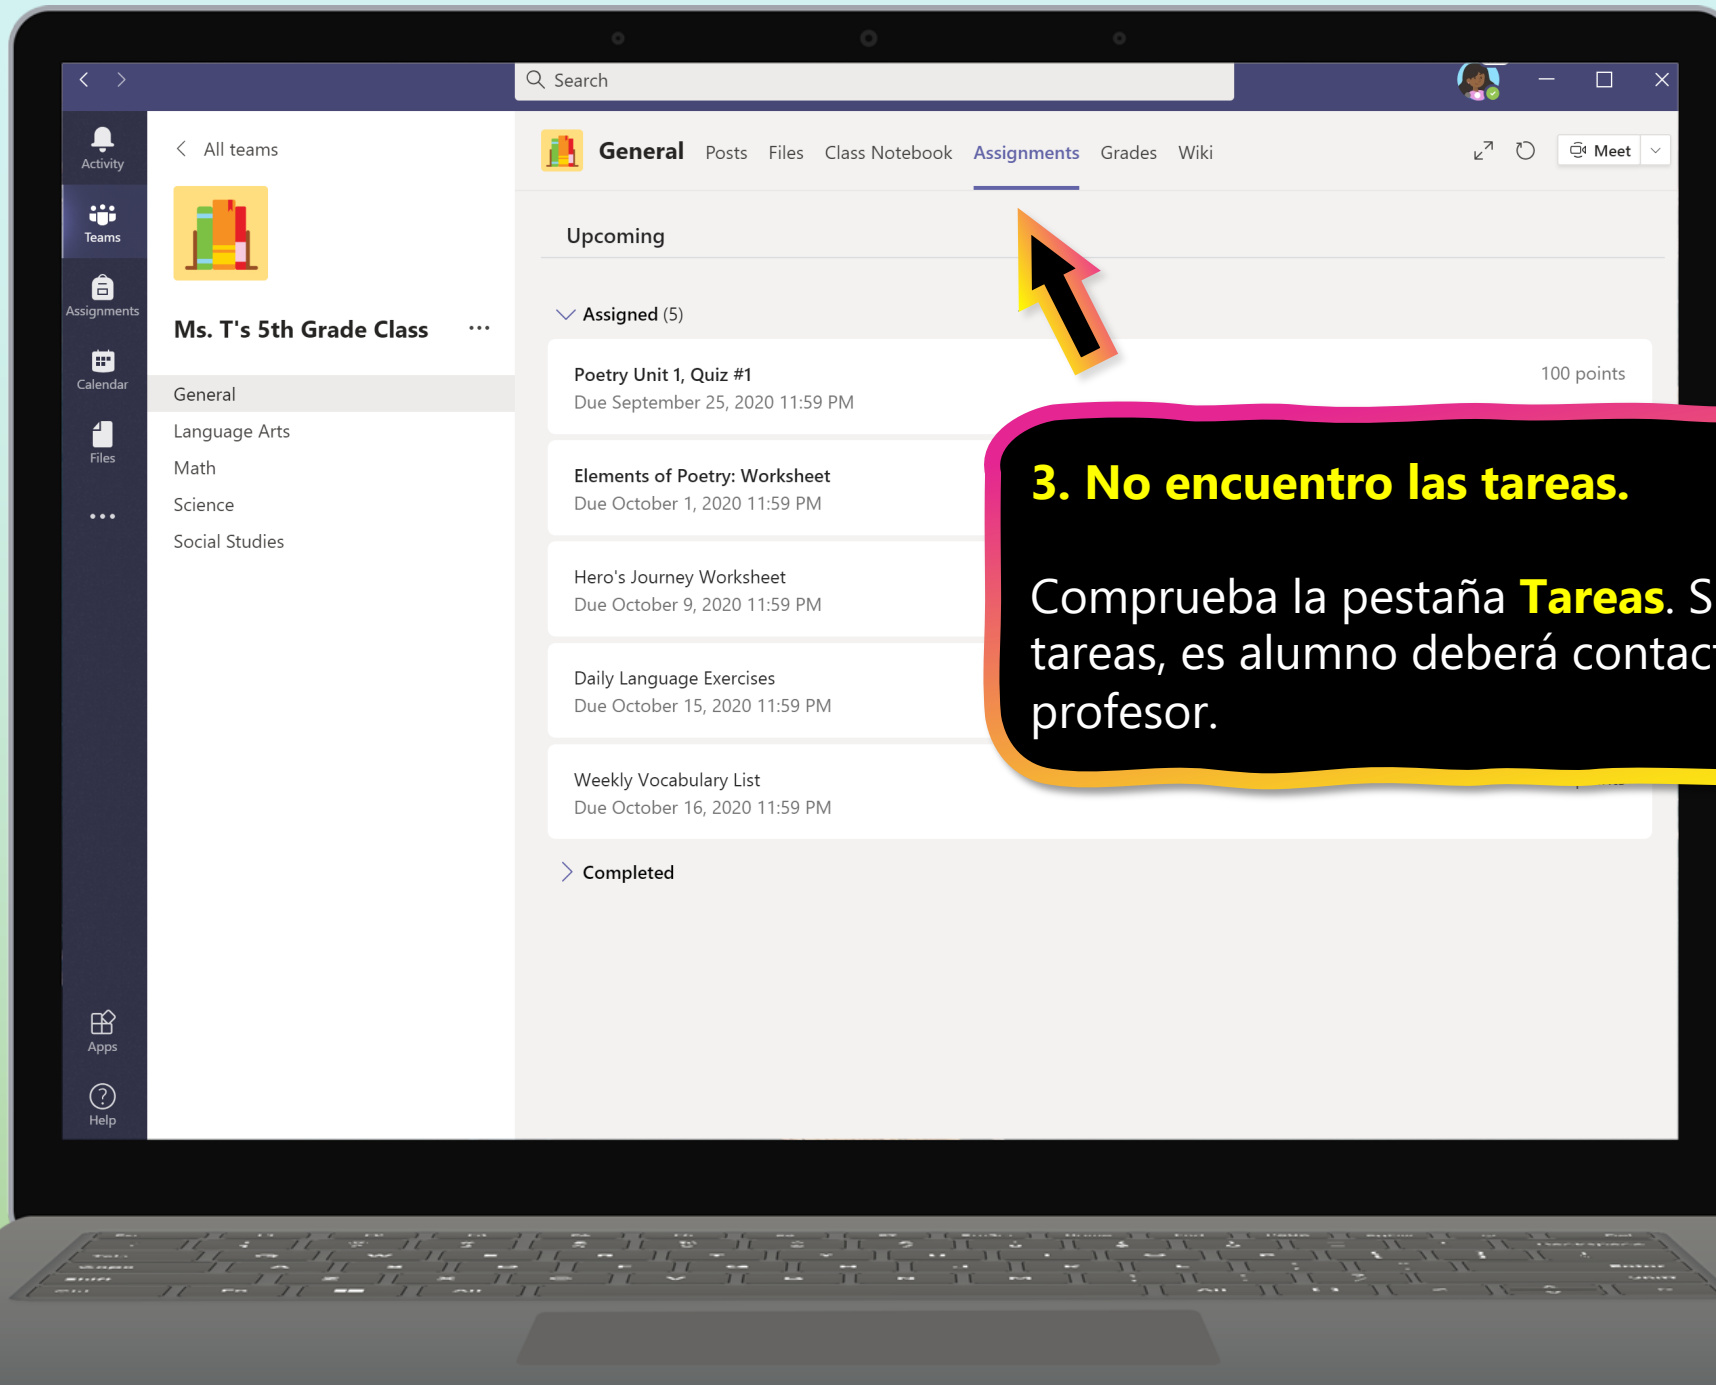 Search
Activity
Teams
Assignments
Calendar
Files
Apps
Help
All teams
Ms. T's 5th Grade Class
General
Language Arts
Math
Science
Social Studies
General Posts Files Class Notebook Assignments Grades Wiki
Meet
Upcoming
Assigned (5)
Poetry Unit 1, Quiz #1
100 points
Due September 25, 2020 11:59 PM
Elements of Poetry: Worksheet
Due October 1, 2020 11:59 PM
Hero's Journey Worksheet
Due October 9, 2020 11:59 PM
Daily Language Exercises
Due October 15, 2020 11:59 PM
Weekly Vocabulary List
Due October 16, 2020 11:59 PM
Completed
3. No encuentro las tareas.
Comprueba la pestaña Tareas. S
tareas, es alumno deberá contact
profesor.